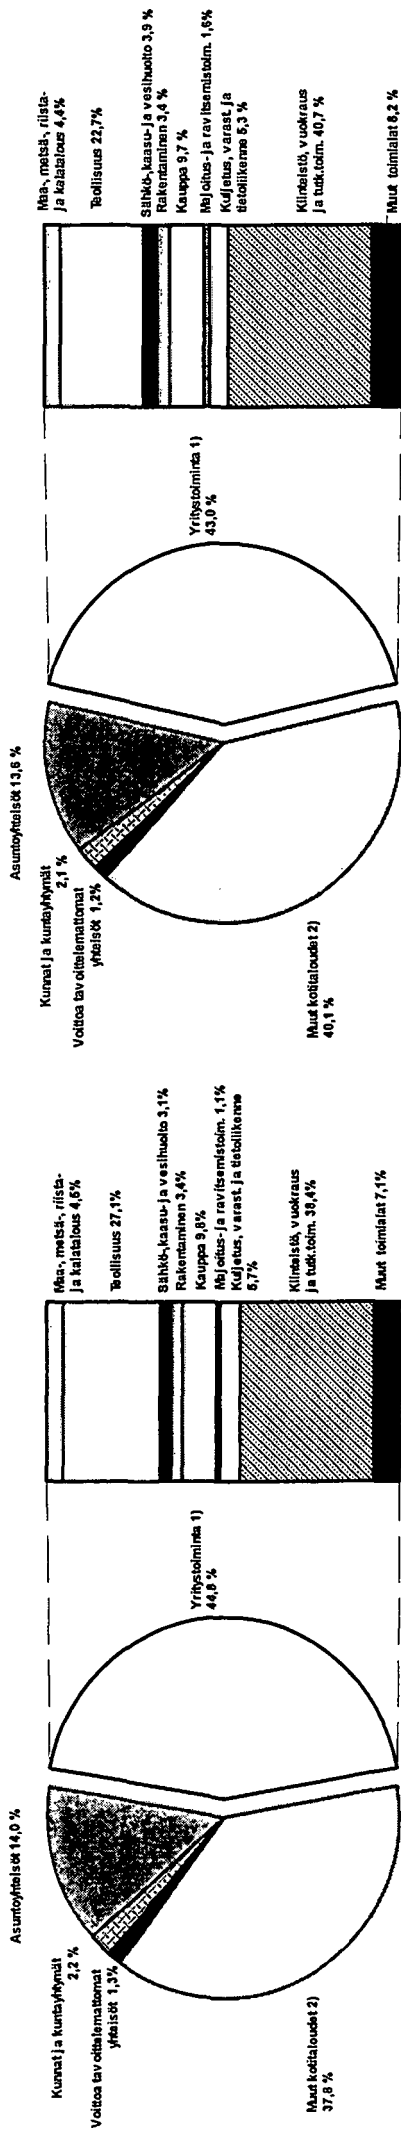 Asuntoyhteisöt 14,0 %
Kunnat ja kuntayhtymät
2,2 %
Voittoa tavoittelemattomat
yhteisöt 1,3%
Muut kotitaloudet 2)
37,8 %
Yritystoiminta 1)
44,8 %
Maa-, metsä-, riista-
ja kalatalous 4,5%
Teollisuus 27,1%
Sähkö-,kaasu-ja vesihuolto 3,1%
Rakentaminen 3,4%
Kauppa 9,8%
Majoitus- ja ravitsemistoim. 1,1%
Kuljetus, varast. ja tietoliikenne
5,7%
Kiinteistö, vuokraus
ja tutk.toim. 38,4%
Muut toimialat 7,1%
Asuntoyhteisöt 13,6 %
Kunnat ja kuntayhtymät
2,1 %
Voittoa tavoittelemattomat
yhteisöt 1,2%
Muut kotitaloudet 2)
40,1 %
Yritystoiminta 1)
43,0 %
Maa-, metsä-, riista-
ja kalatalous 4,4%
Teollisuus 22,7%
Sähkö-,kaasu-ja vesihuolto 3,9 %
Rakentaminen 3,4 %
Kauppa 9,7 %
Majoitus- ja ravitsemistoim. 1,6%
Kuljetus, varast. ja
tietoliikenne 5,3 %
Kiinteistö, vuokraus
ja tutk.toim. 40,7 %
Muut toimialat 8,2 %